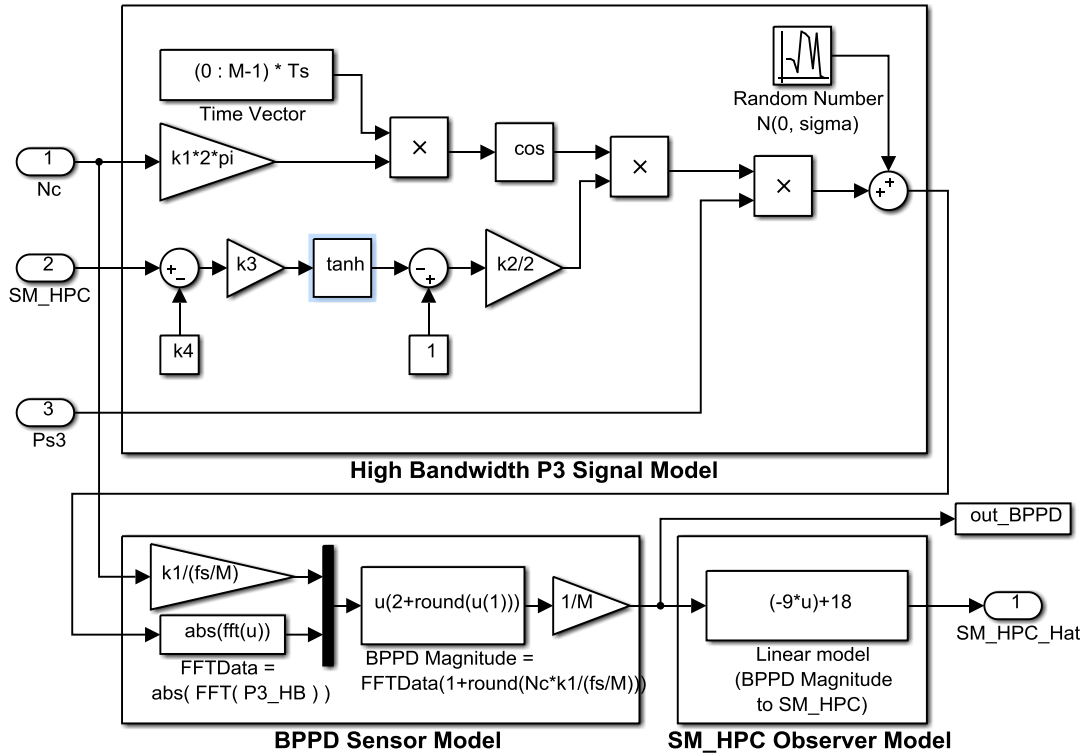 (0 : M-1) * Ts
Time Vector
Random Number
N(0, sigma)
1
Nc
k1*2*pi
×
cos
×
×
+
+
2
SM_HPC
+
−
k3
tanh
−
+
k2/2
k4
1
3
Ps3
High Bandwidth P3 Signal Model
k1/(fs/M)
abs(fft(u))
FFTData =
abs( FFT( P3_HB ) )
u(2+round(u(1)))
BPPD Magnitude =
FFTData(1+round(Nc*k1/(fs/M)))
1/M
BPPD Sensor Model
out_BPPD
(-9*u)+18
Linear model
(BPPD Magnitude
to SM_HPC)
1
SM_HPC_Hat
SM_HPC Observer Model